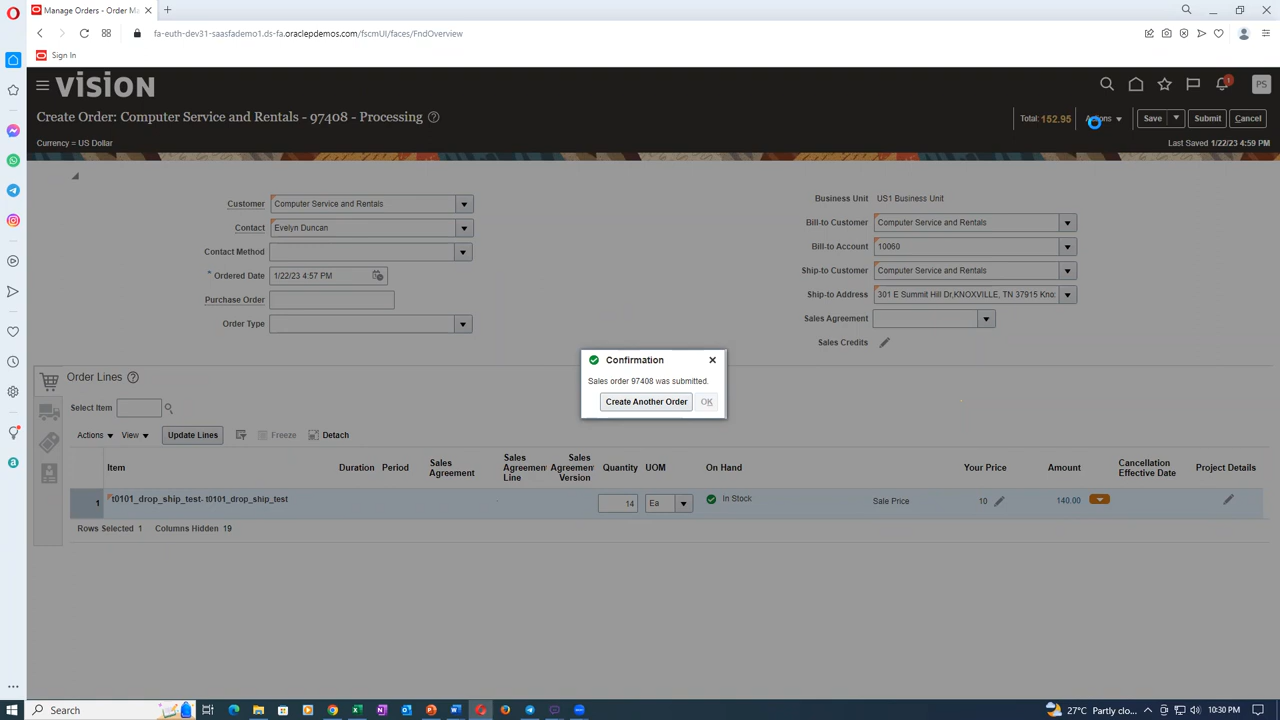 Manage Orders - Order Ma
fa-euth-dev31-saasfademo1.ds-fa.oraclepdemos.com/fscmUI/faces/FndOverview
Sign In
VISION
1
PS
Create Order: Computer Service and Rentals - 97408 - Processing
Total: 152.95
Actions
Save
Submit
Cancel
Currency = US Dollar
Last Saved 1/22/23 4:59 PM
Customer Computer Service and Rentals
Contact Evelyn Duncan
Contact Method
* Ordered Date 1/22/23 4:57 PM
Purchase Order
Order Type
Business Unit US1 Business Unit
Bill-to Customer Computer Service and Rentals
Bill-to Account 10060
Ship-to Customer Computer Service and Rentals
Ship-to Address 301 E Summit Hill Dr,KNOXVILLE, TN 37915 Kno:
Sales Agreement
Sales Credits
Confirmation
Sales order 97408 was submitted.
Create Another Order OK
Order Lines
Select Item
Actions View Update Lines Freeze Detach
Item Duration Period Sales Agreement Sales Agreement Line Sales Agreement Version Quantity UOM On Hand Your Price Amount Cancellation Effective Date Project Details
1 t0101_drop_ship_test- t0101_drop_ship_test 14 Ea In Stock Sale Price 10 140.00
Rows Selected 1 Columns Hidden 19
Search
27°C Partly clo...
10:30 PM